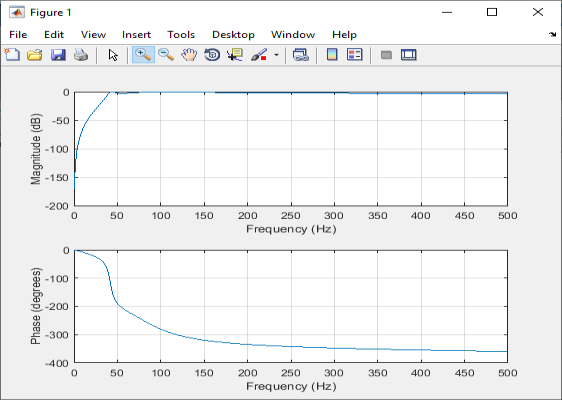 Figure 1
File Edit View Insert Tools Desktop Window Help
0
-50
-100
-150
-200
Magnitude (dB)
0 50 100 150 200 250 300 350 400 450 500
Frequency (Hz)
0
-100
-200
-300
-400
Phase (degrees)
0 50 100 150 200 250 300 350 400 450 500
Frequency (Hz)